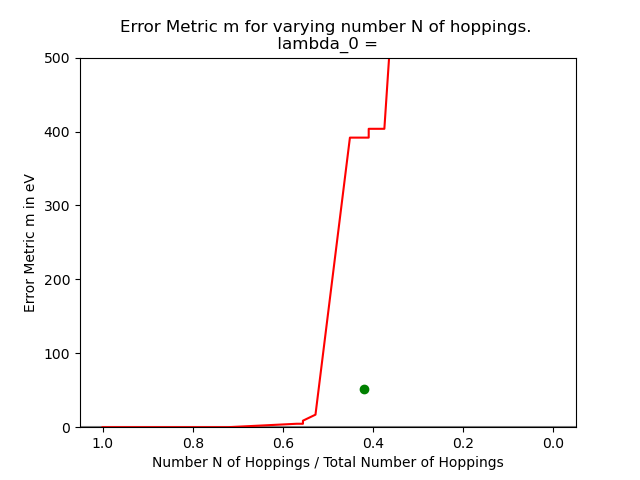 Error Metric m for varying number N of hoppings.
lambda_0 =
500
400
300
200
100
0
Error Metric m in eV
1.0 0.8 0.6 0.4 0.2 0.0
Number N of Hoppings / Total Number of Hoppings